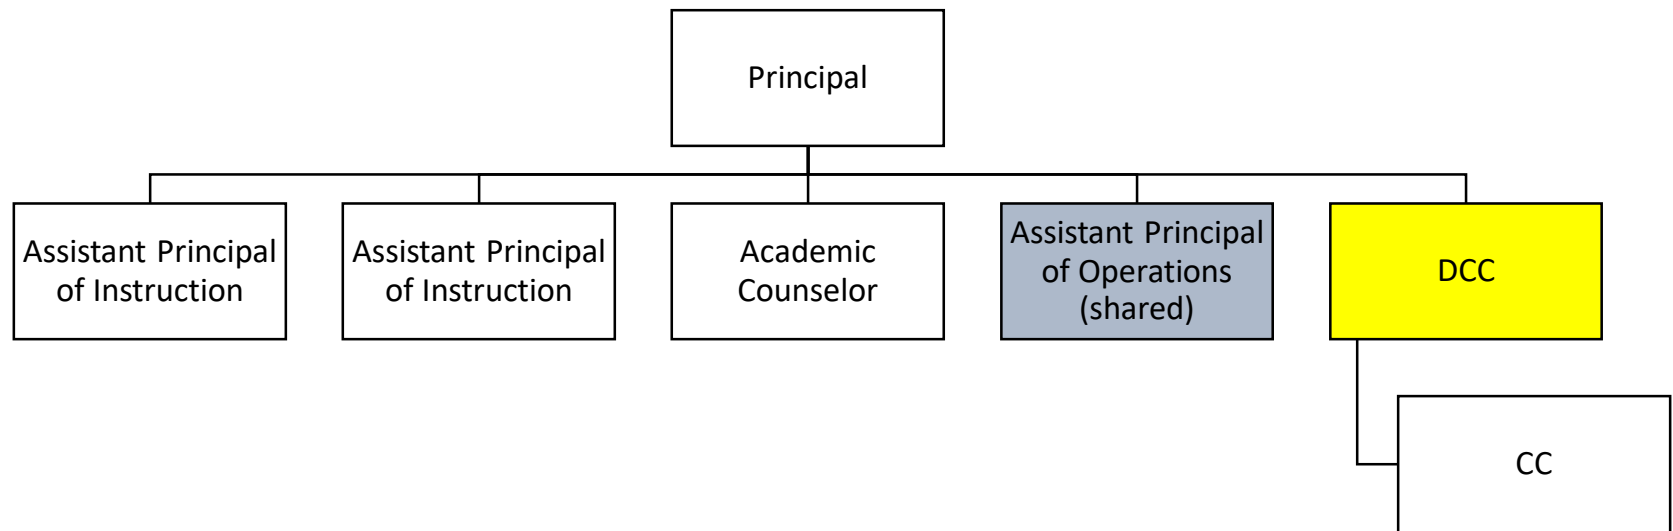 Principal
Assistant Principal
of Instruction
Assistant Principal
of Instruction
Academic
Counselor
Assistant Principal
of Operations
(shared)
DCC
CC